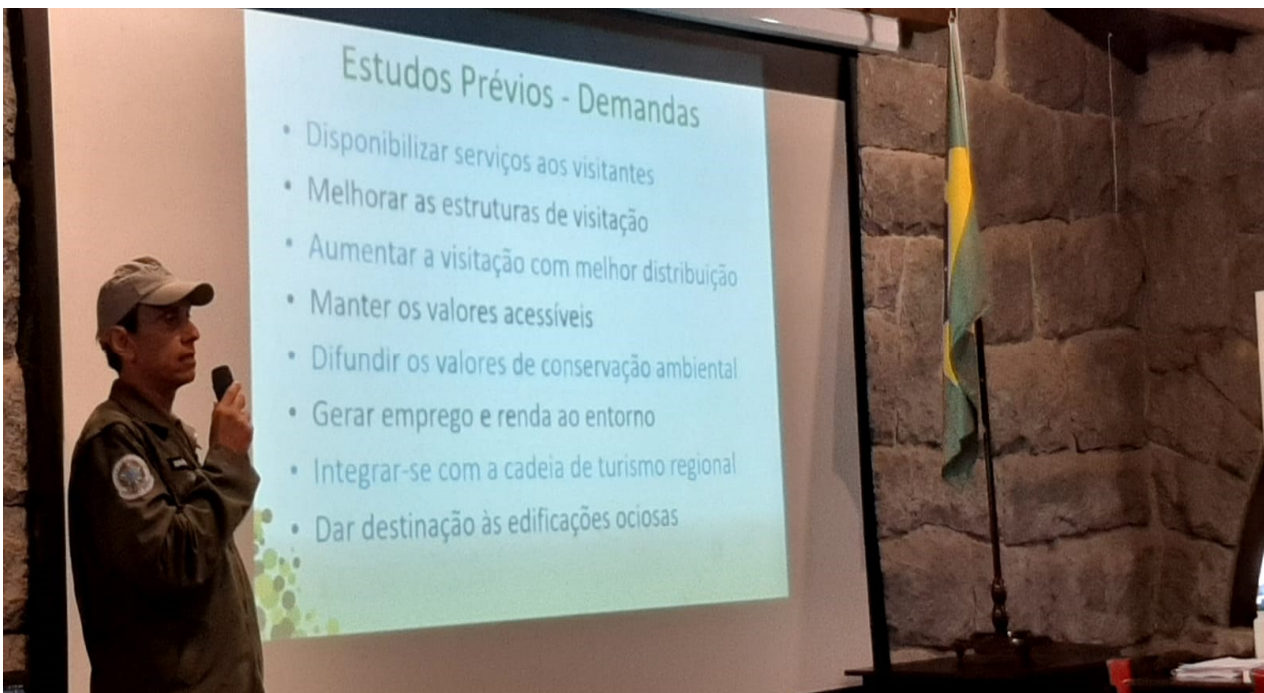 Estudos Prévios - Demandas
• Disponibilizar serviços aos visitantes
• Melhorar as estruturas de visitação
• Aumentar a visitação com melhor distribuição
• Manter os valores acessíveis
• Difundir os valores de conservação ambiental
• Gerar emprego e renda ao entorno
• Integrar-se com a cadeia de turismo regional
• Dar destinação às edificações ociosas